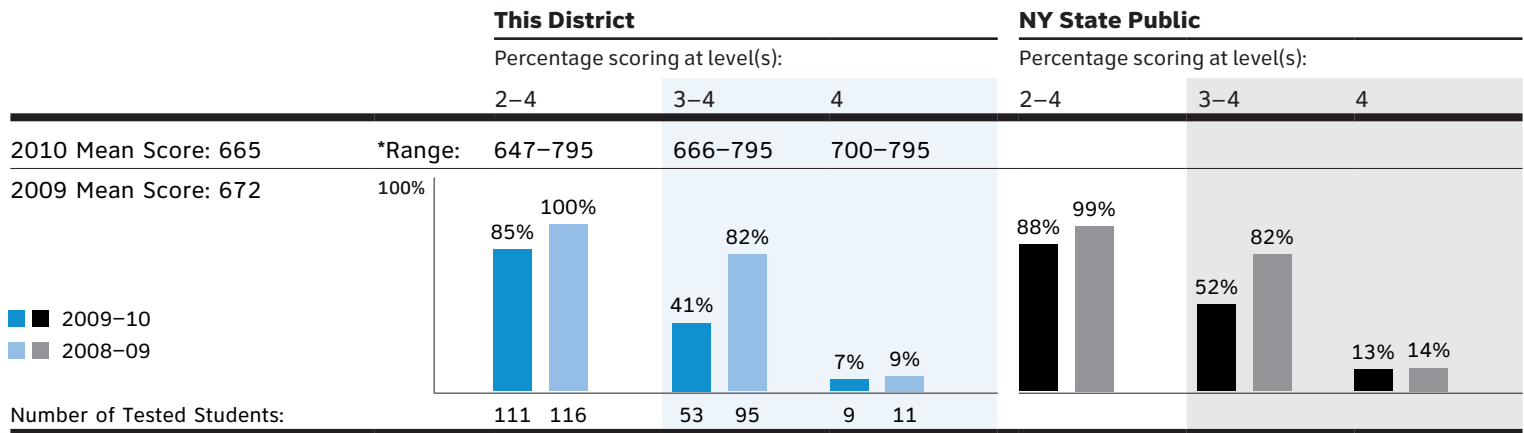 This District NY State Public
Percentage scoring at level(s): Percentage scoring at level(s):
2–4 3–4 4 2–4 3–4 4
2010 Mean Score: 665 *Range: 647–795 666–795 700–795
2009 Mean Score: 672 100%
85% 100% 41% 82% 7% 9% 88% 99% 52% 82% 13% 14%
2009–10
2008–09
Number of Tested Students: 111 116 53 95 9 11